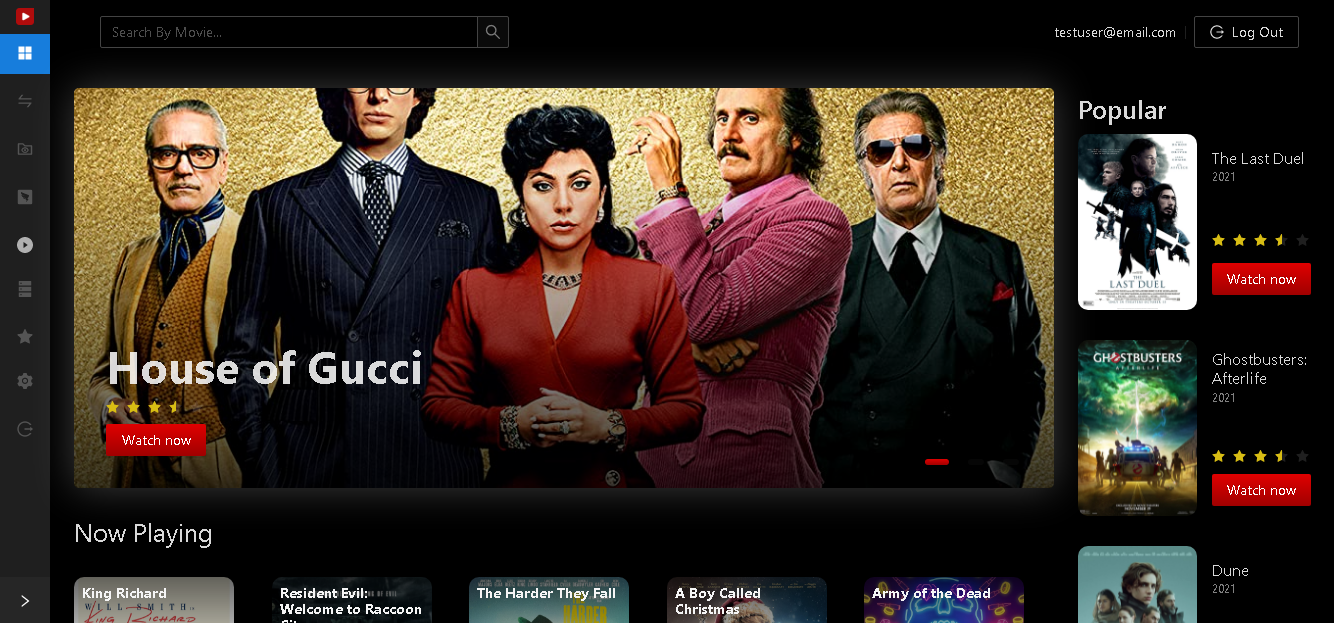 Search By Movie...
testuser@email.com
Log Out
House of Gucci
Watch now
Popular
THE
LAST DUEL
The Last Duel
2021
Watch now
GHOSTBUSTERS
AFTERLIFE
Ghostbusters:
Afterlife
2021
Watch now
Dune
2021
Now Playing
King Richard
WILL SMITH IS
KING RICHARD
Resident Evil:
Welcome to Raccoon
City
The Harder They Fall
HARDER
A Boy Called
Christmas
Army of the Dead